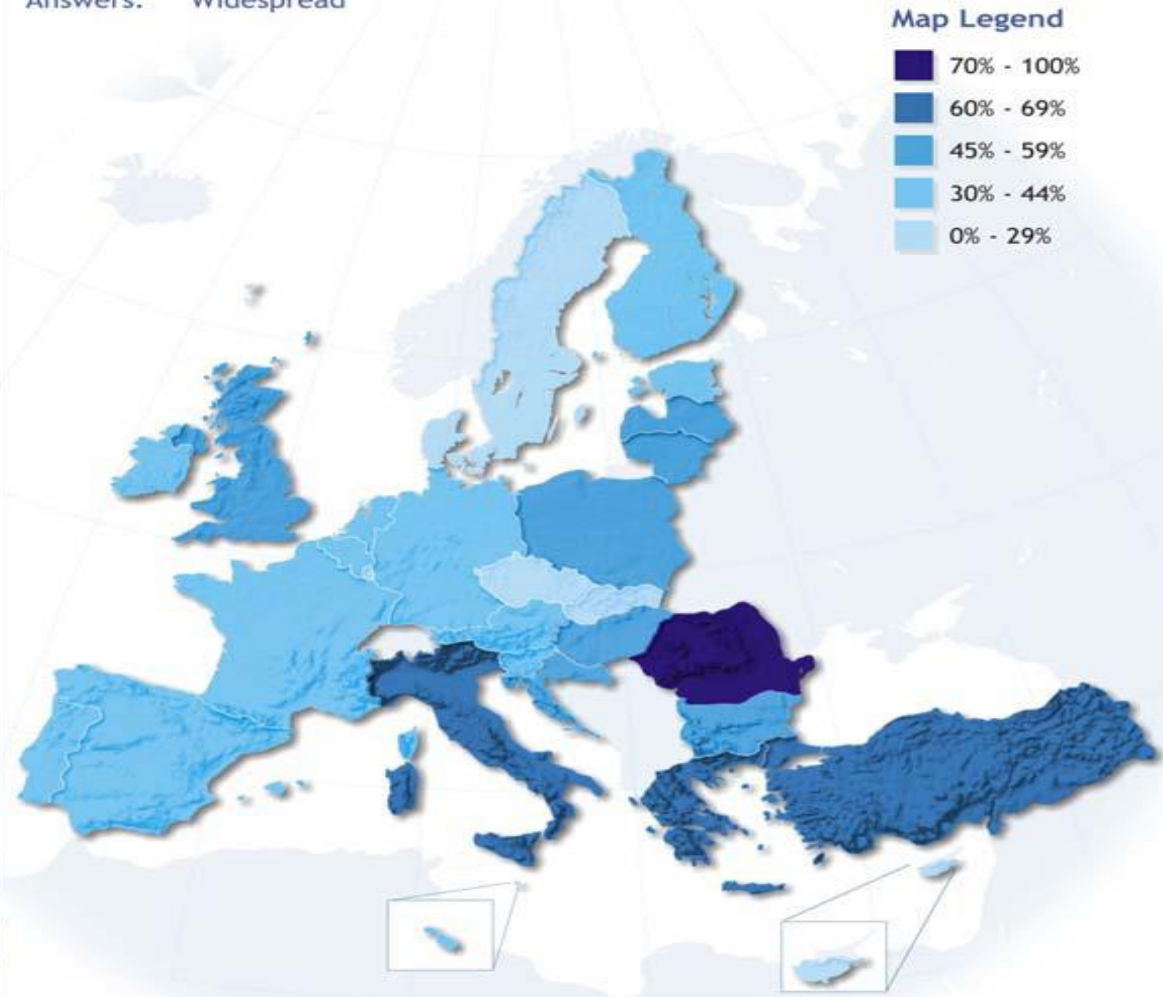 Answers: Widespread
Map Legend
70% - 100%
60% - 69%
45% - 59%
30% - 44%
0% - 29%